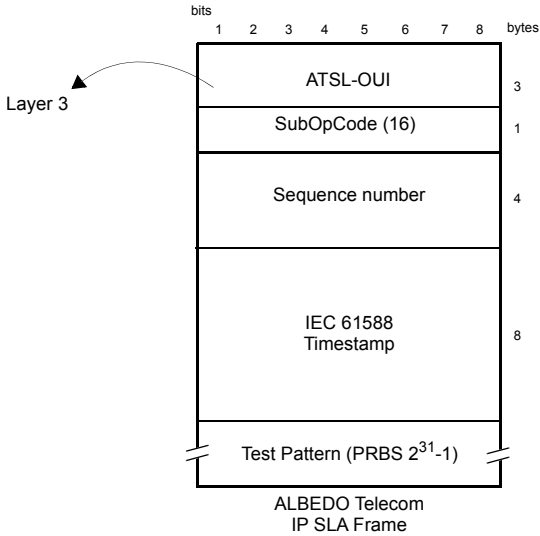 bits
1 2 3 4 5 6 7 8 bytes
ATSL-OUI 3
Layer 3
SubOpCode (16) 1
Sequence number 4
IEC 61588
Timestamp
8
Test Pattern (PRBS 2^31-1)
ALBEDO Telecom
IP SLA Frame